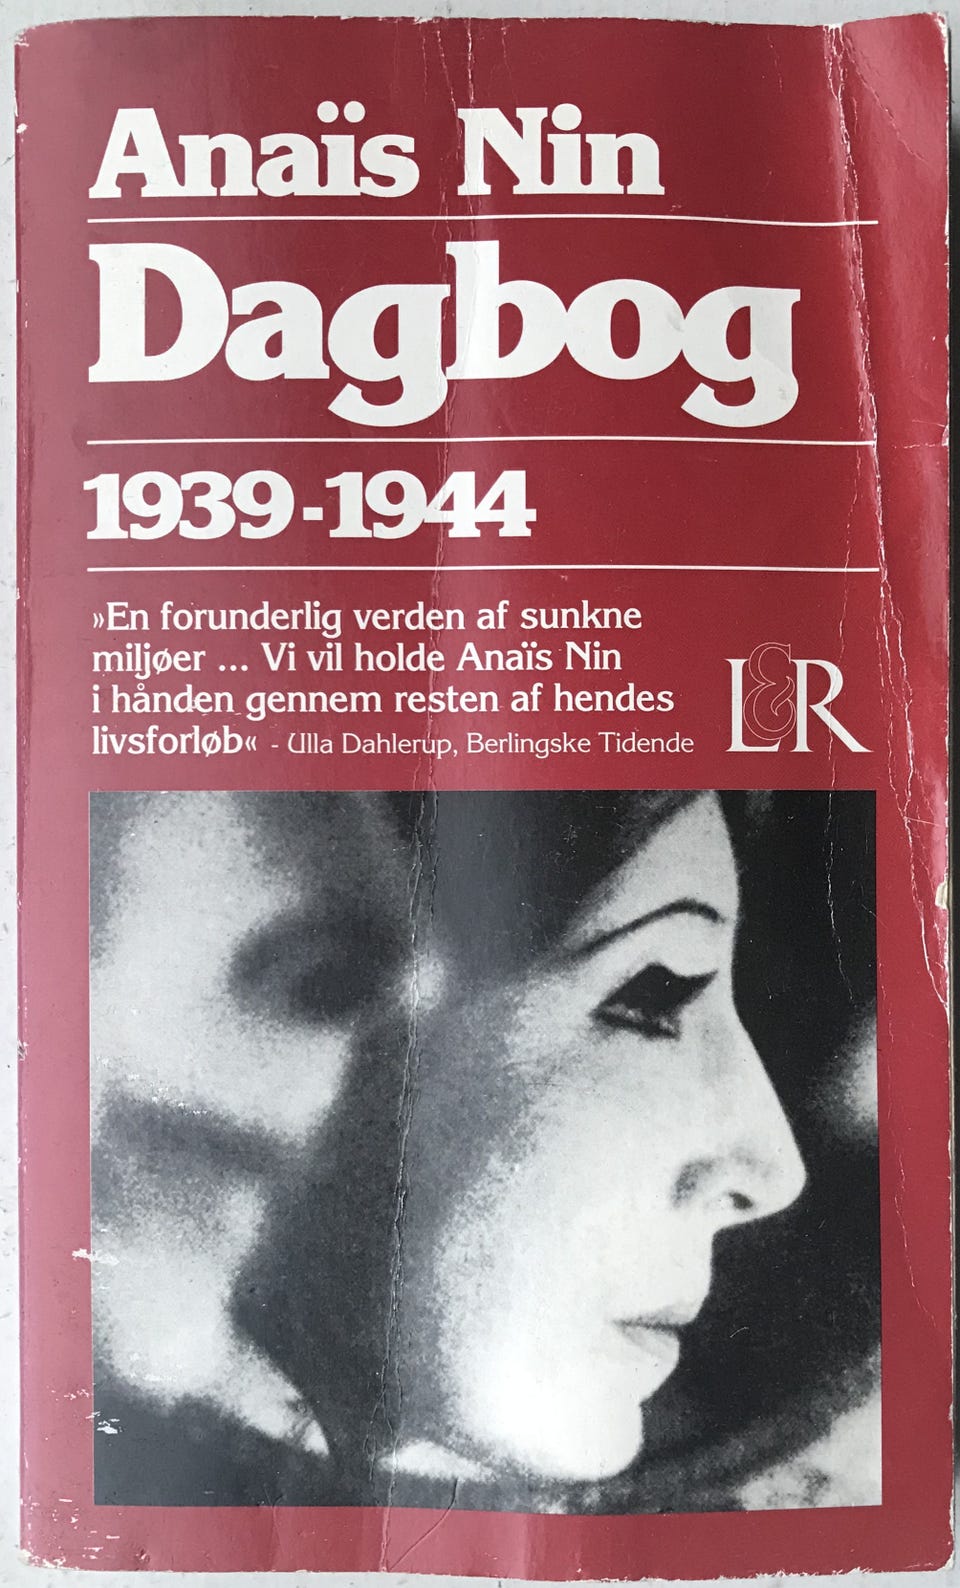 Anaïs Nin
Dagbog
1939-1944
»En forunderlig verden af sunkne
miljøer ... Vi vil holde Anaïs Nin
i hånden gennem resten af hendes
livsforløb« - Ulla Dahlerup, Berlingske Tidende
L&R